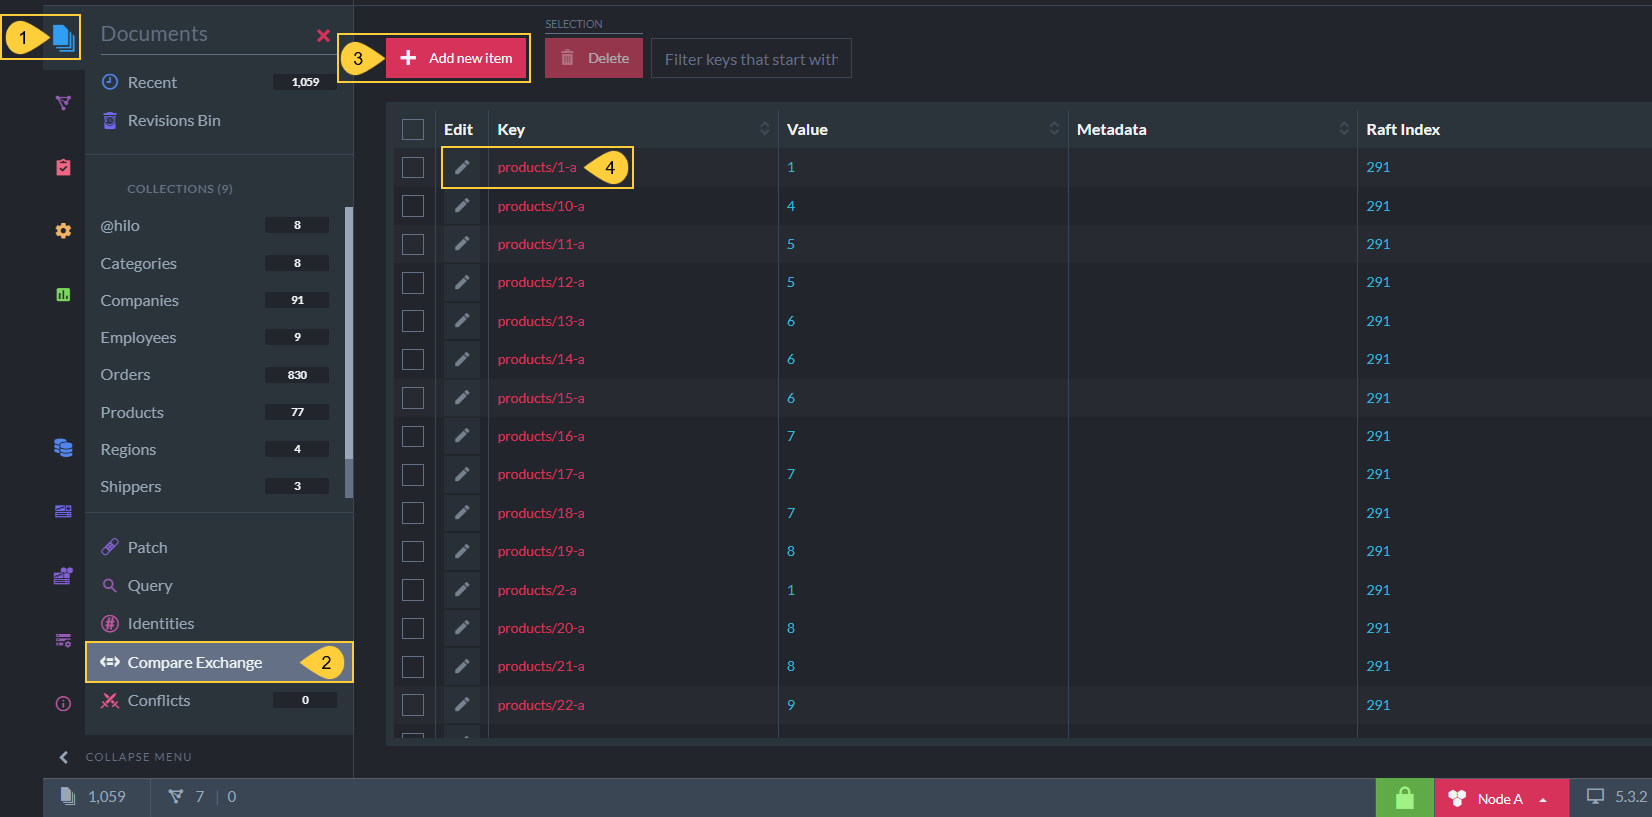 1
Documents
Recent 1,059
Revisions Bin
COLLECTIONS (9)
@hilo 8
Categories 8
Companies 91
Employees 9
Orders 830
Products 77
Regions 4
Shippers 3
Patch
Query
# Identities
Compare Exchange 2
Conflicts 0
COLLAPSE MENU
3 Add new item
SELECTION
Delete
Filter keys that start with
Edit Key Value Metadata Raft Index
products/1-a 4 1 291
products/10-a 4 291
products/11-a 5 291
products/12-a 5 291
products/13-a 6 291
products/14-a 6 291
products/15-a 6 291
products/16-a 7 291
products/17-a 7 291
products/18-a 7 291
products/19-a 8 291
products/2-a 1 291
products/20-a 8 291
products/21-a 8 291
products/22-a 9 291
1,059 7 | 0 Node A 5.3.2